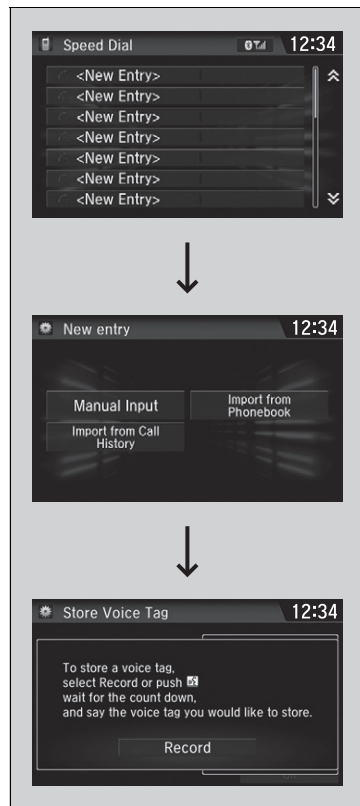 Speed Dial 12:34
<New Entry>
<New Entry>
<New Entry>
<New Entry>
<New Entry>
<New Entry>
<New Entry>
New entry 12:34
Manual Input
Import from
Phonebook
Import from Call
History
Store Voice Tag 12:34
To store a voice tag,
select Record or push
wait for the count down,
and say the voice tag you would like to store.
Record